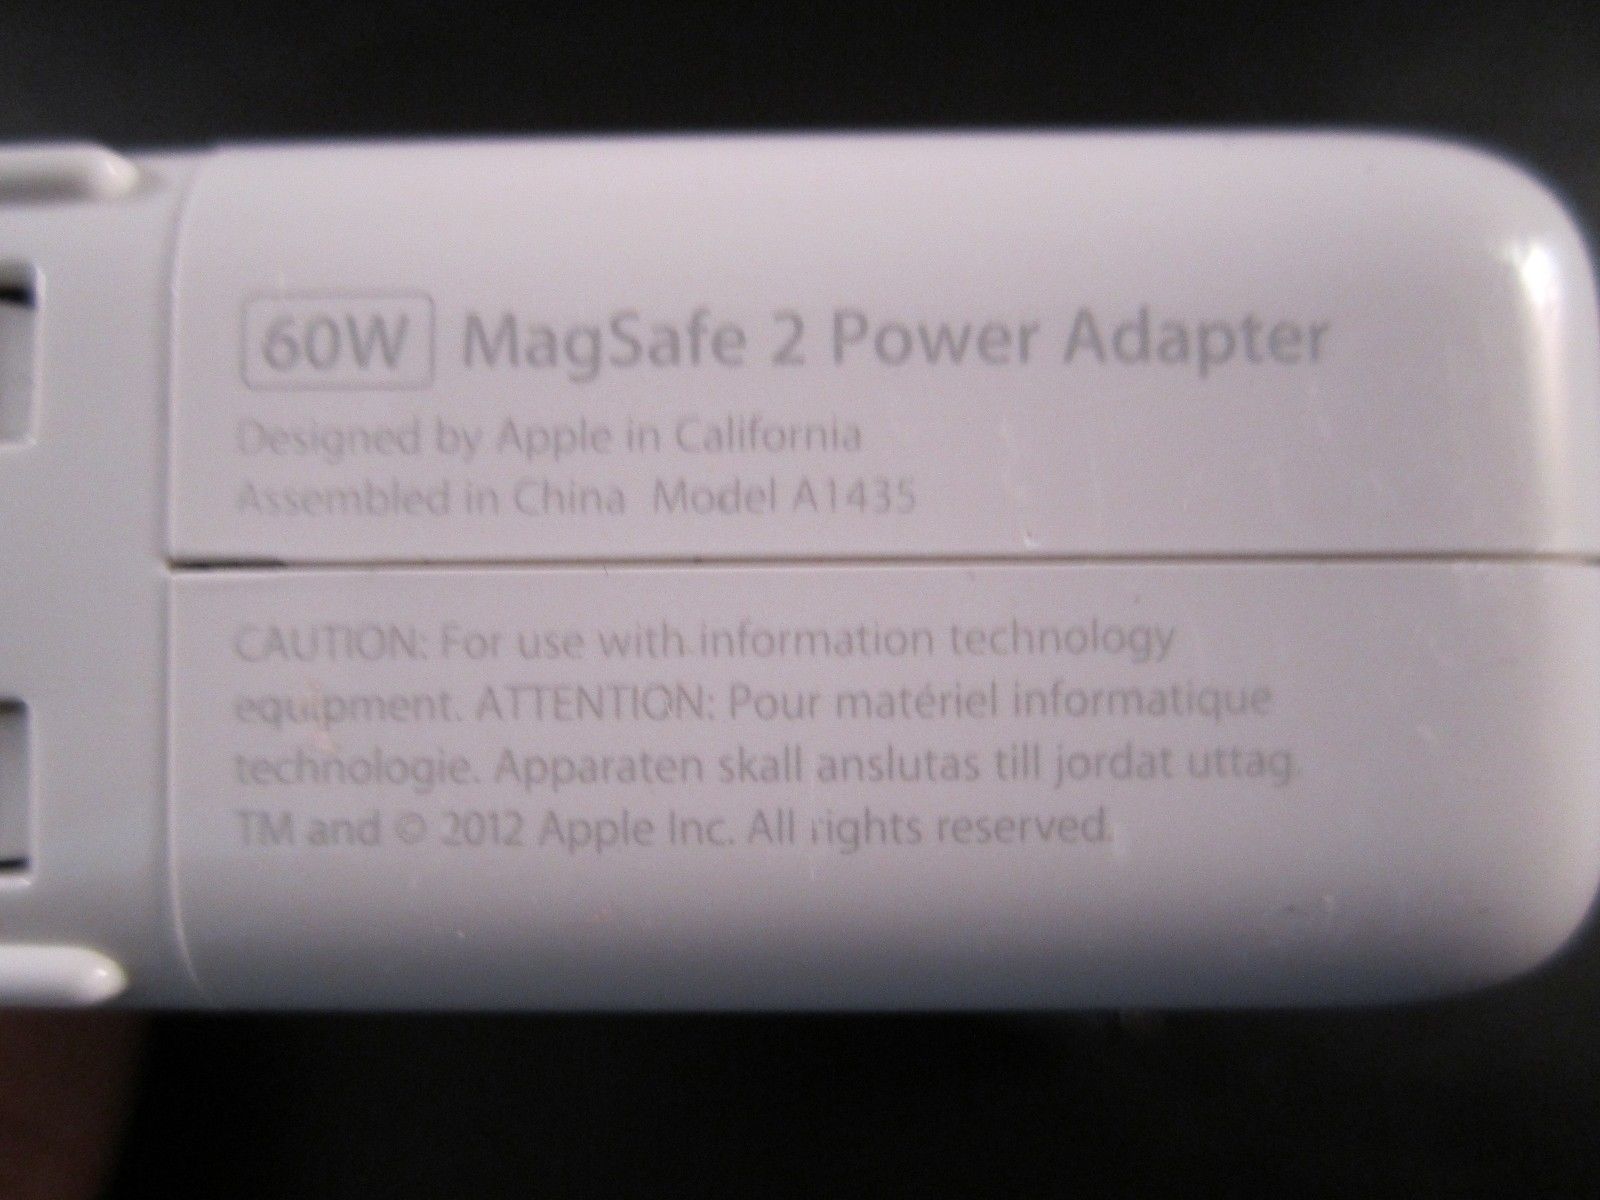 60W MagSafe 2 Power Adapter
Designed by Apple in California
Assembled in China Model A1435
CAUTION: For use with information technology
equipment. ATTENTION: Pour matériel informatique
technologie. Apparaten skall anslutas till jordat uttag.
TM and © 2012 Apple Inc. All rights reserved.